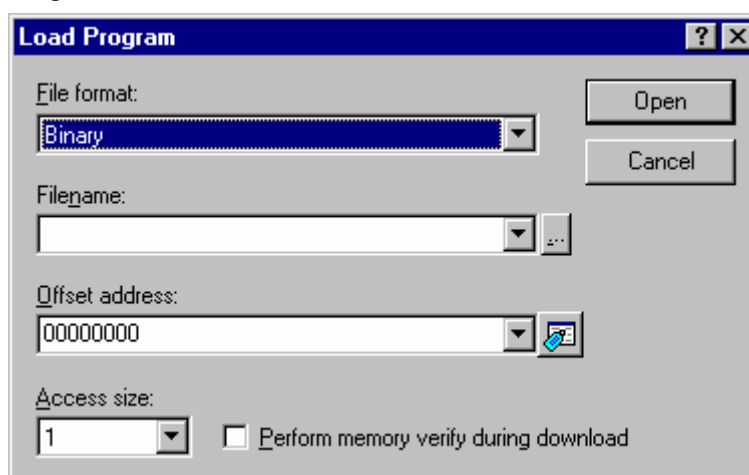 Load Program
File format:
Open
Binary
Cancel
Filename:
...
Offset address:
00000000
Access size:
1
Perform memory verify during download